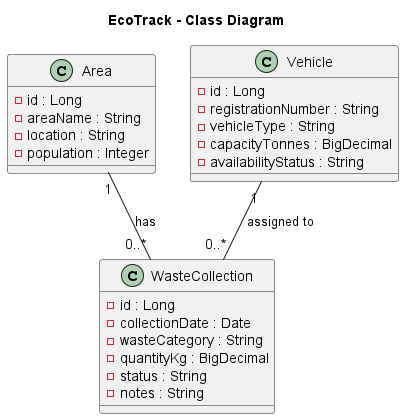 EcoTrack - Class Diagram
C Area
id : Long
areaName : String
location : String
population : Integer
C Vehicle
id : Long
registrationNumber : String
vehicleType : String
capacityTonnes : BigDecimal
availabilityStatus : String
1
1
has
assigned to
0..*
0..*
C WasteCollection
id : Long
collectionDate : Date
wasteCategory : String
quantityKg : BigDecimal
status : String
notes : String